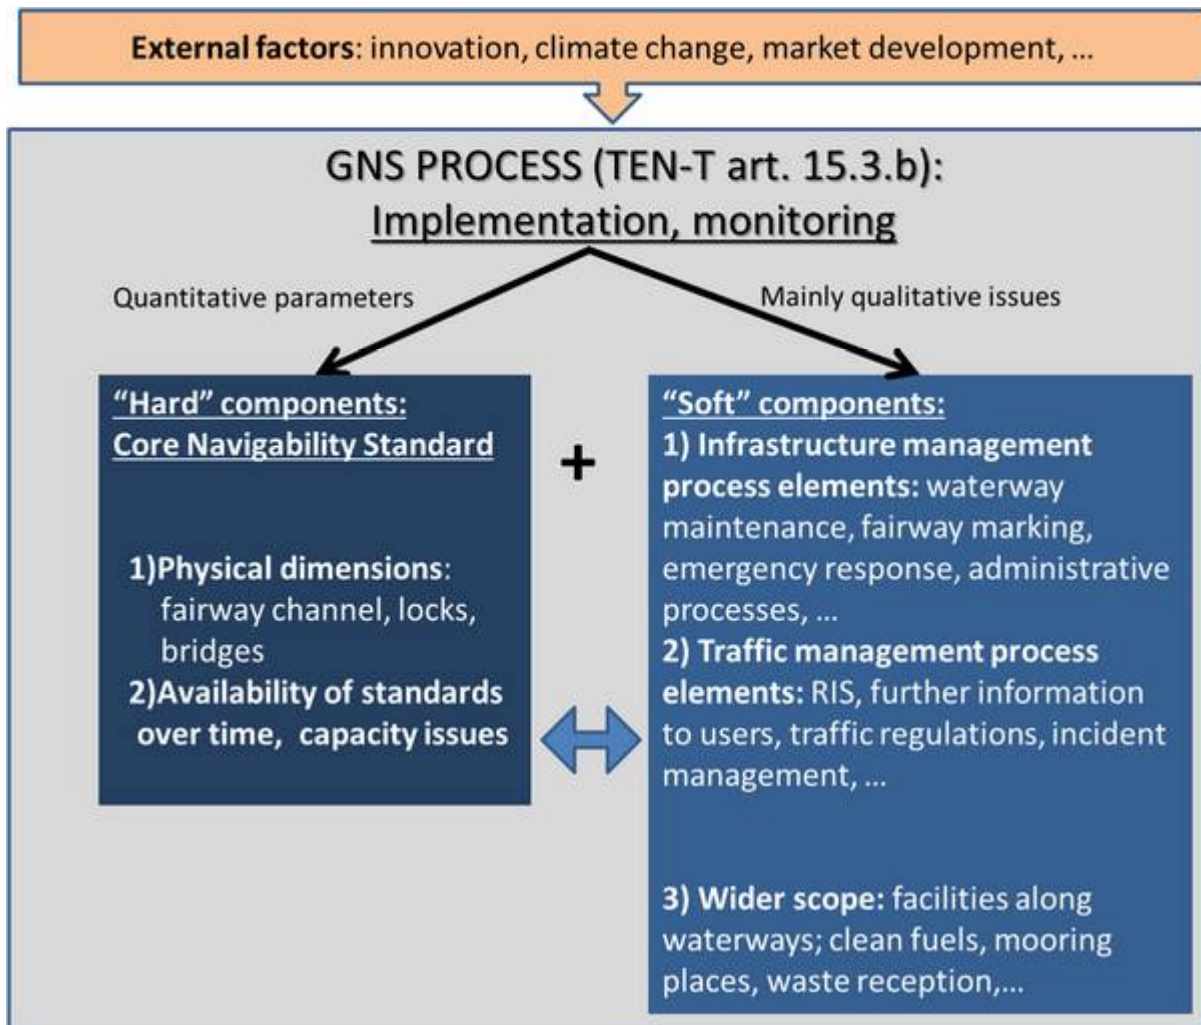 External factors: innovation, climate change, market development, ...
GNS PROCESS (TEN-T art. 15.3.b):
Implementation, monitoring
Quantitative parameters
Mainly qualitative issues
“Hard” components:
Core Navigability Standard
1)Physical dimensions:
fairway channel, locks,
bridges
2)Availability of standards
over time, capacity issues
+
“Soft” components:
1) Infrastructure management
process elements: waterway
maintenance, fairway marking,
emergency response, administrative
processes, ...
2) Traffic management process
elements: RIS, further information
to users, traffic regulations, incident
management, ...
3) Wider scope: facilities along
waterways; clean fuels, mooring
places, waste reception,...